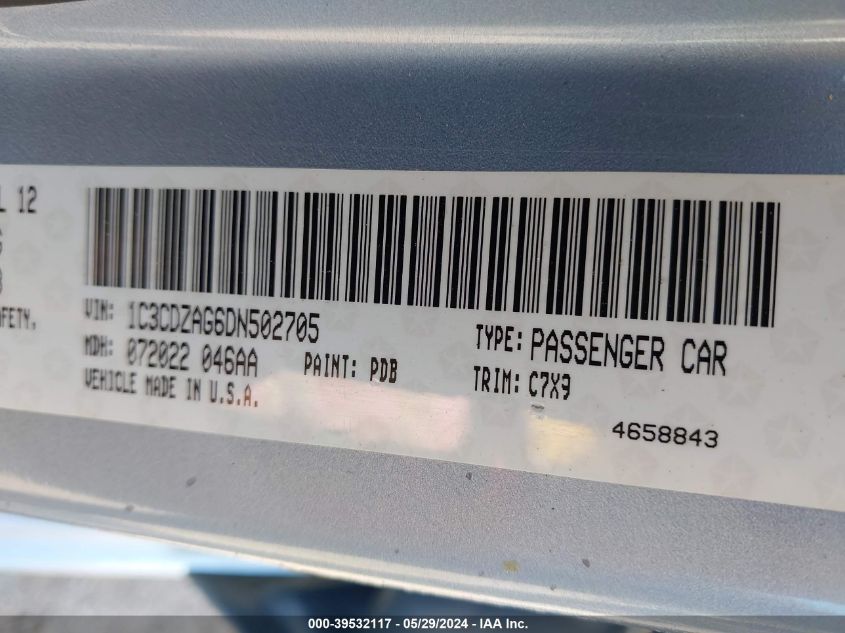 L 12
AFETY.
VIN: 1C3CDZAG6DN502705
MDH: 072022 046AA
PAINT: PDB
VEHICLE MADE IN U.S.A.
TYPE: PASSENGER CAR
TRIM: C7X9
4658843
000-39532117 - 05/29/2024 - IAA Inc.